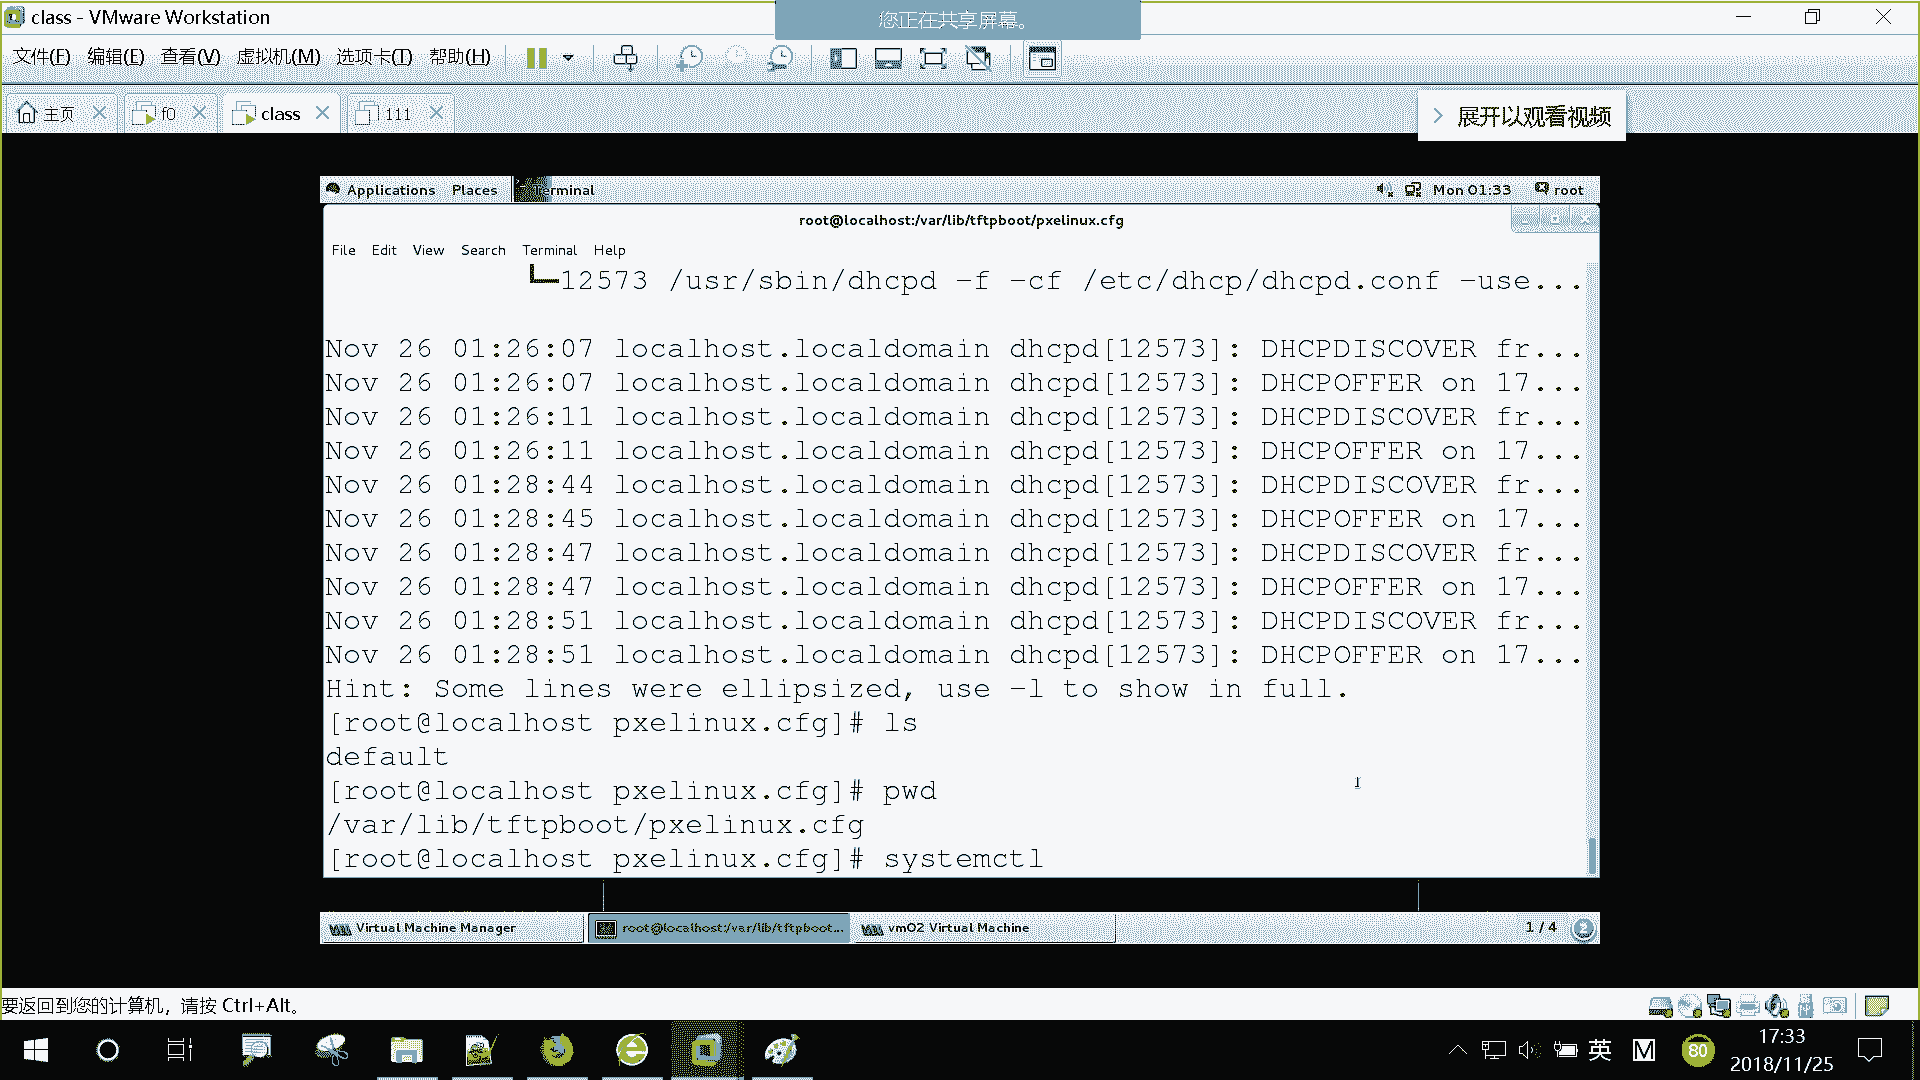 class - VMware Workstation
您正在共享屏幕。
文件(F) 编辑(E) 查看(V) 虚拟机(M) 选项卡(T) 帮助(H)
主页 f0 class 111
展开以观看视频
Applications Places Terminal Mon 01:33 root
root@localhost:/var/lib/tftpboot/pxelinux.cfg
File Edit View Search Terminal Help
└─12573 /usr/sbin/dhcpd -f -cf /etc/dhcp/dhcpd.conf -use...
Nov 26 01:26:07 localhost.localdomain dhcpd[12573]: DHCPDISCOVER fr...
Nov 26 01:26:07 localhost.localdomain dhcpd[12573]: DHCPOFFER on 17...
Nov 26 01:26:11 localhost.localdomain dhcpd[12573]: DHCPDISCOVER fr...
Nov 26 01:26:11 localhost.localdomain dhcpd[12573]: DHCPOFFER on 17...
Nov 26 01:28:44 localhost.localdomain dhcpd[12573]: DHCPDISCOVER fr...
Nov 26 01:28:45 localhost.localdomain dhcpd[12573]: DHCPOFFER on 17...
Nov 26 01:28:47 localhost.localdomain dhcpd[12573]: DHCPDISCOVER fr...
Nov 26 01:28:47 localhost.localdomain dhcpd[12573]: DHCPOFFER on 17...
Nov 26 01:28:51 localhost.localdomain dhcpd[12573]: DHCPDISCOVER fr...
Nov 26 01:28:51 localhost.localdomain dhcpd[12573]: DHCPOFFER on 17...
Hint: Some lines were ellipsized, use -l to show in full.
[root@localhost pxelinux.cfg]# ls
default
[root@localhost pxelinux.cfg]# pwd
/var/lib/tftpboot/pxelinux.cfg
[root@localhost pxelinux.cfg]# systemctl
Virtual Machine Manager root@localhost:/var/lib/tftpboot... vm02 Virtual Machine 1 / 4 2
要返回到您的计算机，请按 Ctrl+Alt。
英 M 80 17:33
2018/11/25